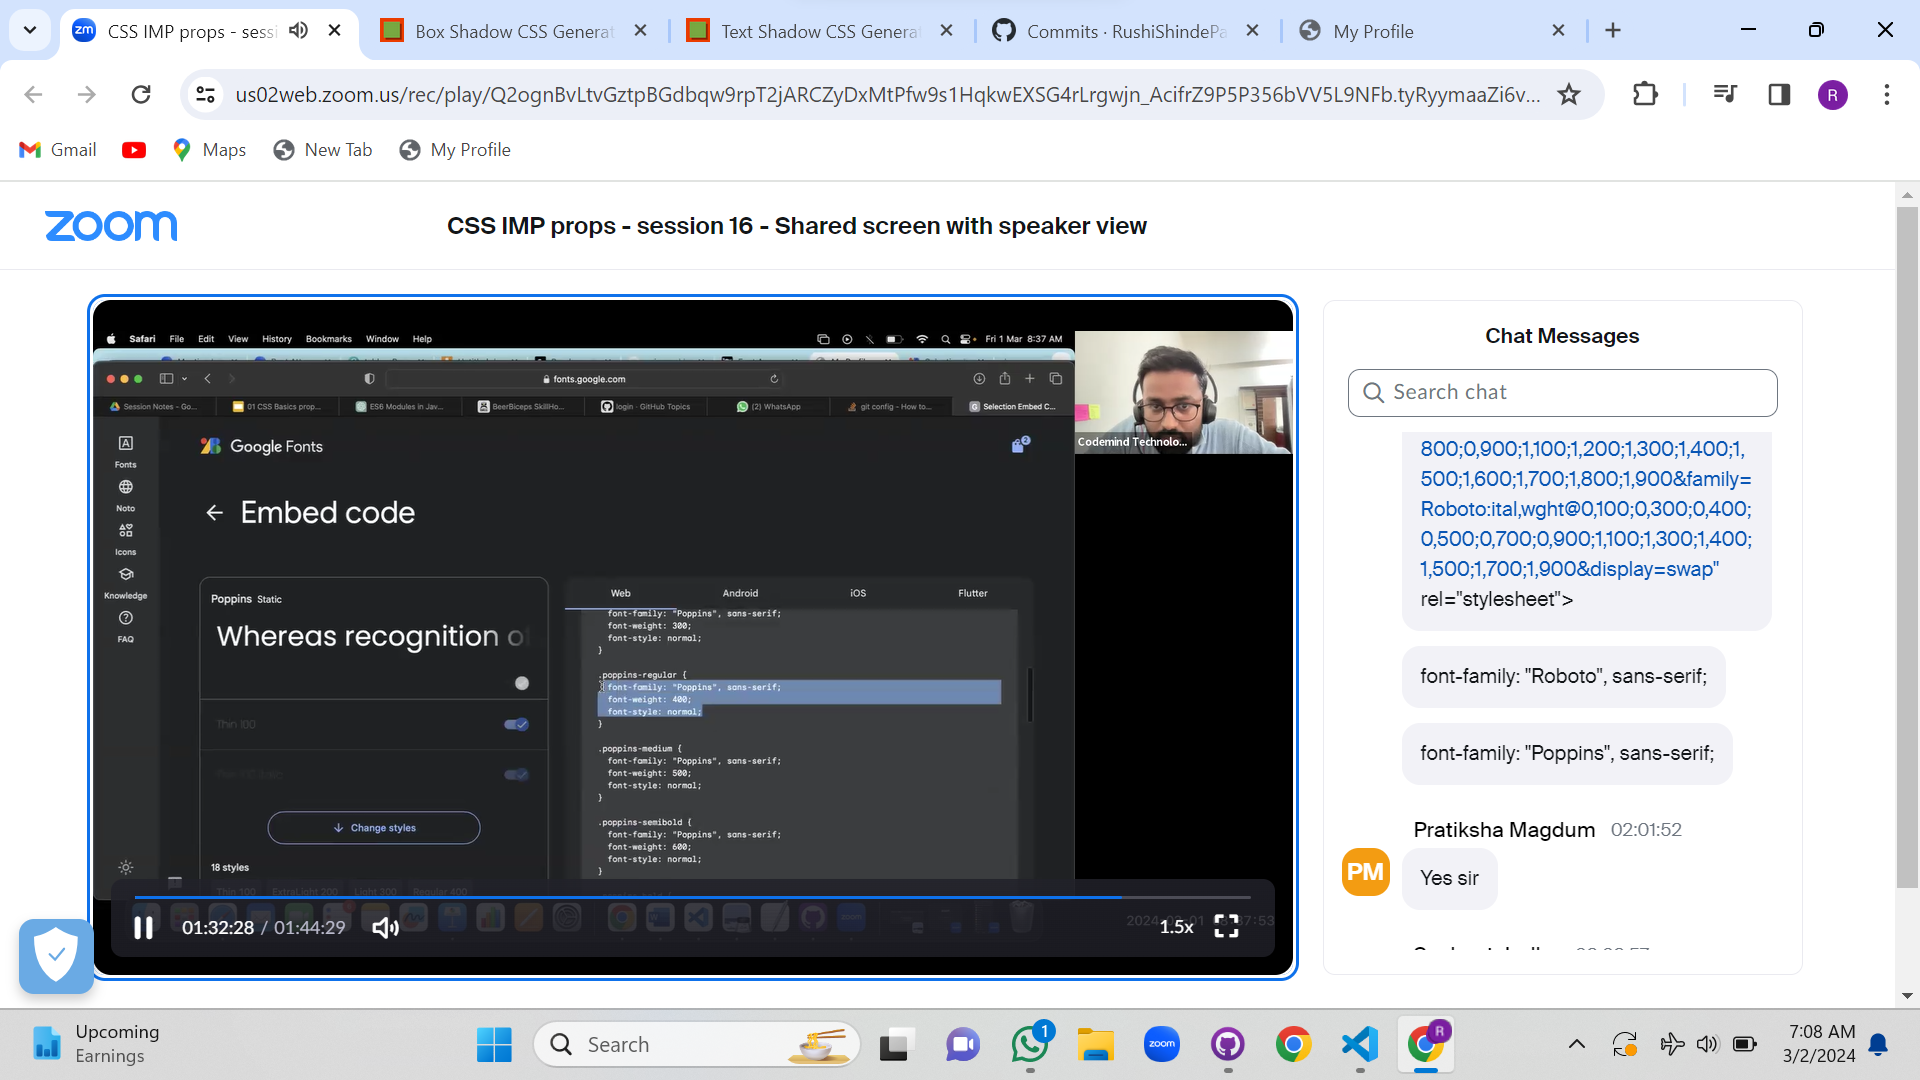 CSS IMP props - sessi
Box Shadow CSS Generat
Text Shadow CSS Genera
Commits · RushiShindePa
My Profile
us02web.zoom.us/rec/play/Q2ognBvLtvGztpBGdbqw9rpT2jARCZyDxMtPfw9s1HqkwEXSG4rLrgwjn_AcifrZ9P5P356bVV5L9NFb.tyRyymaaZi6v...
R
Gmail
Maps
New Tab
My Profile
zoom
CSS IMP props - session 16 - Shared screen with speaker view
Safari File Edit View History Bookmarks Window Help
Fri 1 Mar 8:37 AM
fonts.google.com
Session Notes - Go...
01 CSS Basics prop...
ES6 Modules in Jav...
BeerBiceps SkillHo...
login · GitHub Topics
(2) WhatsApp
git config - How to...
Selection Embed C...
Codemind Technolo...
Fonts
Noto
Icons
Knowledge
FAQ
Google Fonts
2
Embed code
Poppins Static
Whereas recognition o
Thin 100
Change styles
18 styles
Thin 100 ExtraLight 200 Light 300 Regular 400
Web Android iOS Flutter
font-family: "Poppins", sans-serif;
font-weight: 300;
font-style: normal;
}
.poppins-regular {
font-family: "Poppins", sans-serif;
font-weight: 400;
font-style: normal;
}
.poppins-medium {
font-family: "Poppins", sans-serif;
font-weight: 500;
font-style: normal;
}
.poppins-semibold {
font-family: "Poppins", sans-serif;
font-weight: 600;
font-style: normal;
}
01:32:28 / 01:44:29
1.5x
Chat Messages
Search chat
800;0,900;1,100;1,200;1,300;1,400;1,
500;1,600;1,700;1,800;1,900&family=
Roboto:ital,wght@0,100;0,300;0,400;
0,500;0,700;0,900;1,100;1,300;1,400;
1,500;1,700;1,900&display=swap"
rel="stylesheet">
font-family: "Roboto", sans-serif;
font-family: "Poppins", sans-serif;
Pratiksha Magdum 02:01:52
PM
Yes sir
Upcoming
Earnings
Search
1
zoom
R
7:08 AM
3/2/2024